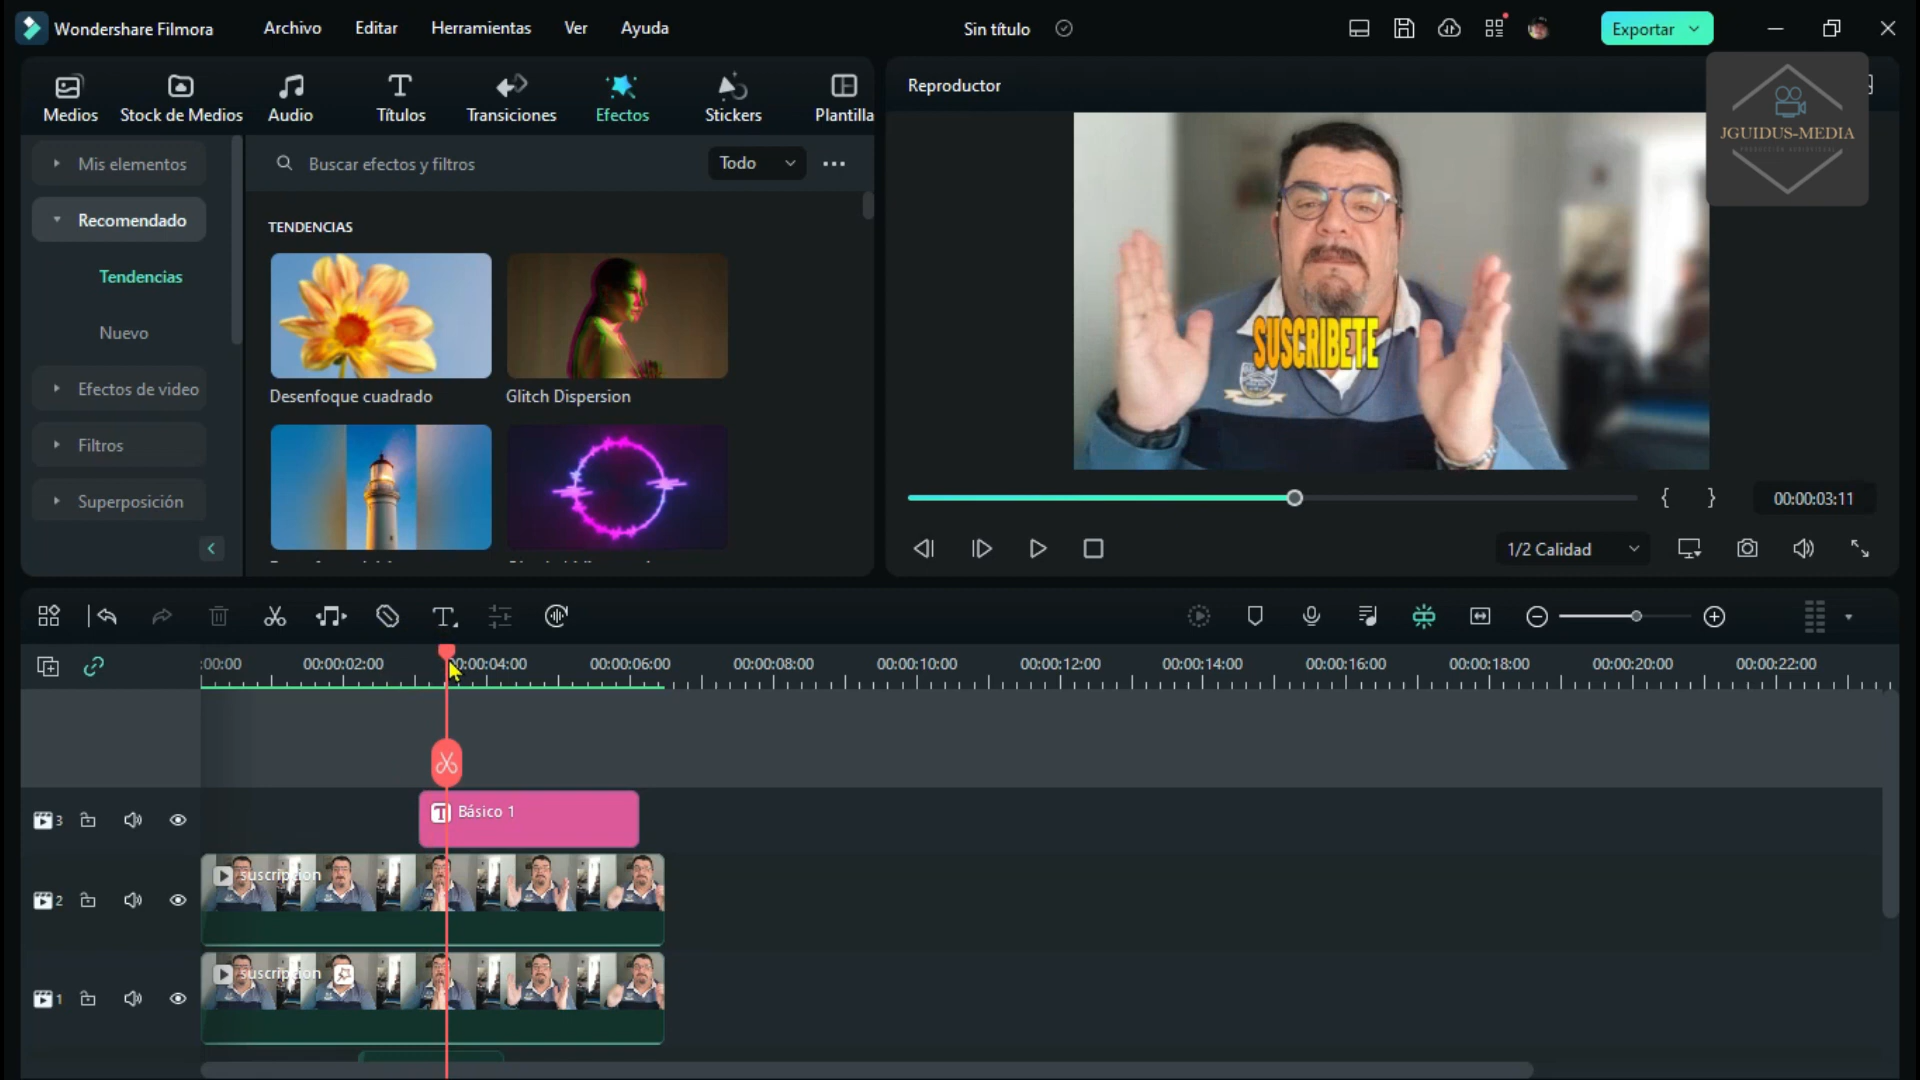 Wondershare Filmora
Archivo
Editar
Herramientas
Ver
Ayuda
Sin título
Exportar
Medios
Stock de Medios
Audio
Títulos
Transiciones
Efectos
Stickers
Plantilla
Reproductor
JGUIDUS-MEDIA
Mis elementos
Buscar efectos y filtros
Todo
Recomendado
TENDENCIAS
Tendencias
Nuevo
Desenfoque cuadrado
Glitch Dispersion
Efectos de video
Filtros
Superposición
SUSCRIBETE
00:00:03:11
1/2 Calidad
:00:00
00:00:02:00
00:00:04:00
00:00:06:00
00:00:08:00
00:00:10:00
00:00:12:00
00:00:14:00
00:00:16:00
00:00:18:00
00:00:20:00
00:00:22:00
3
Básico 1
2
suscripcion
1
suscripcion